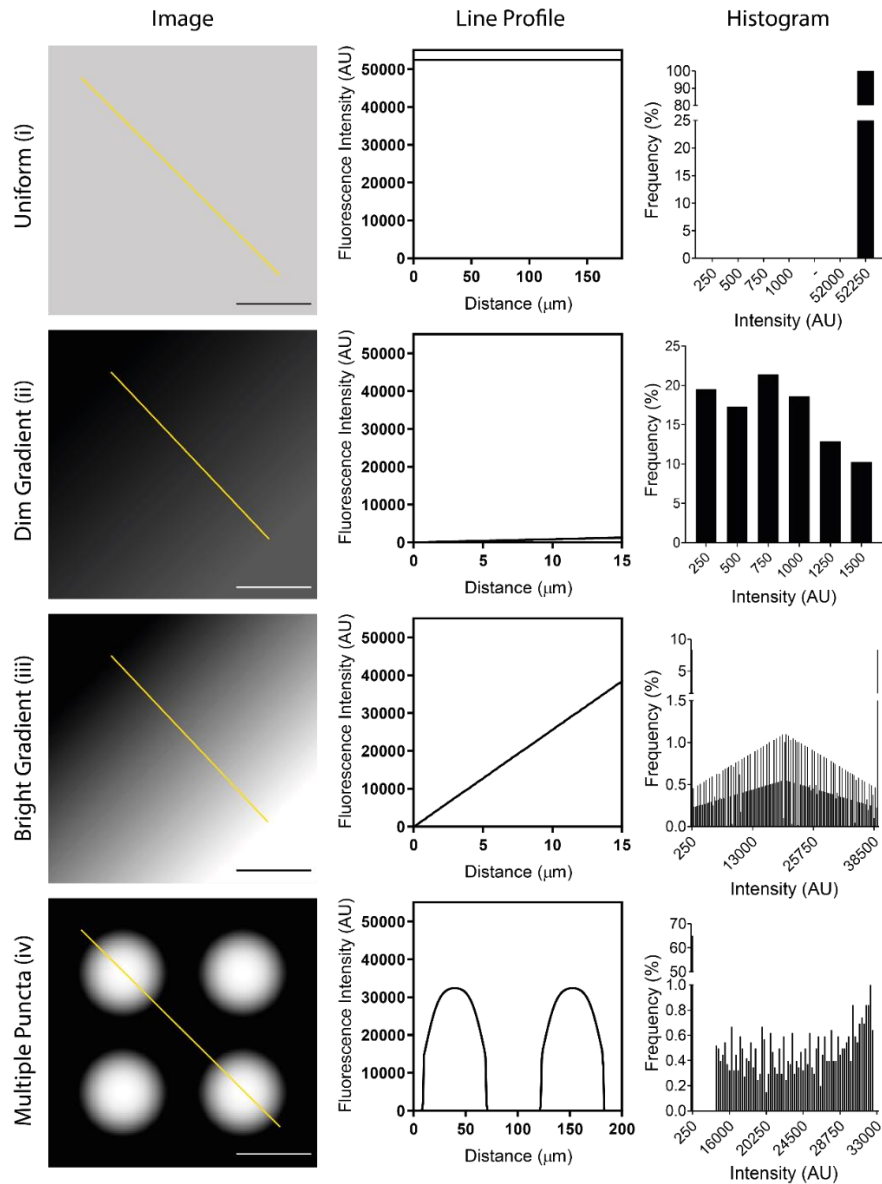 Image
Line Profile
Histogram
Uniform (i)
Fluorescence Intensity (AU)
50000
40000
30000
20000
10000
0
0 50 100 150
Distance (μm)
Frequency (%)
100
90
80
25
20
15
10
5
0
250 500 750 1000 - 52000 52250
Intensity (AU)
Dim Gradient (ii)
Fluorescence Intensity (AU)
50000
40000
30000
20000
10000
0
0 5 10 15
Distance (μm)
Frequency (%)
25
20
15
10
5
0
250 500 750 1000 1250 1500
Intensity (AU)
Bright Gradient (iii)
Fluorescence Intensity (AU)
50000
40000
30000
20000
10000
0
0 5 10 15
Distance (μm)
Frequency (%)
10
5
1.5
1.0
0.5
0.0
250 13000 25750 38500
Intensity (AU)
Multiple Puncta (iv)
Fluorescence Intensity (AU)
50000
40000
30000
20000
10000
0
0 50 100 150 200
Distance (μm)
Frequency (%)
70
60
50
1.0
0.8
0.6
0.4
0.2
0.0
250 16000 20250 24500 28750 33000
Intensity (AU)